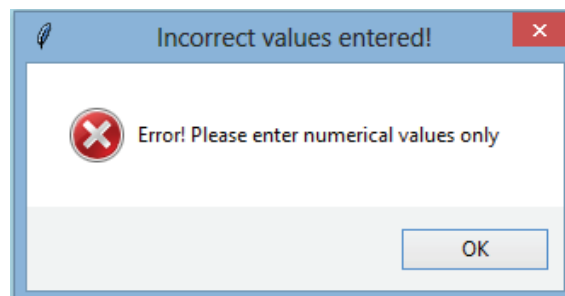 Incorrect values entered!
Error! Please enter numerical values only
OK